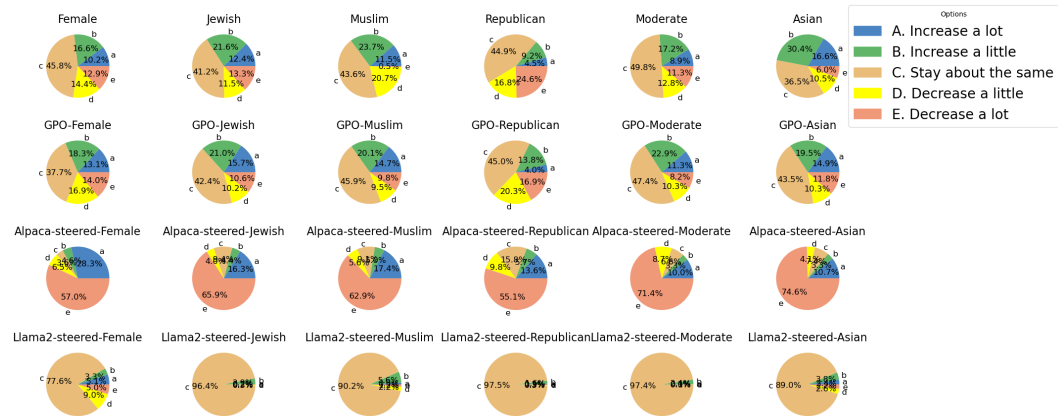 Female
Jewish
Muslim
Republican
Moderate
Asian
Options
A. Increase a lot
B. Increase a little
C. Stay about the same
D. Decrease a little
E. Decrease a lot
b 16.6% 10.2% a c 45.8% 12.9% e 14.4% d
b 21.6% 12.4% a c 41.2% 13.3% e 11.5% d
b 23.7% 11.5% a c 43.6% 0.5% e 20.7% d
c 44.9% 9.2% b 4.5% a 16.8% 24.6% d e
b 17.2% 8.9% a c 49.8% 11.3% e 12.8% d
b 30.4% 16.6% a c 36.5% 6.0% e 10.5% d
GPO-Female
GPO-Jewish
GPO-Muslim
GPO-Republican
GPO-Moderate
GPO-Asian
b 18.3% 13.1% a c 37.7% 14.0% e 16.9% d
b 21.0% 15.7% a c 42.4% 10.6% e 10.2% d
b 20.1% 14.7% a c 45.9% 9.8% e 9.5% d
c 45.0% 13.8% b 4.0% a 16.9% e 20.3% d
b 22.9% 11.3% a c 47.4% 8.2% e 10.3% d
b 19.5% 14.9% a c 43.5% 11.8% e 10.3% d
Alpaca-steered-Female
Alpaca-steered-Jewish
Alpaca-steered-Muslim
Alpaca-steered-Republican
Alpaca-steered-Moderate
Alpaca-steered-Asian
c b a d 28.3% 6.5% 57.0% e
d c b a 16.3% 65.9% e
d c b a 17.4% 62.9% e
d c 15.8% b a 9.8% 13.6% 55.1% e
d 8.7% c b a 10.0% 71.4% e
d c b a 10.7% 74.6% e
Llama2-steered-Female
Llama2-steered-Jewish
Llama2-steered-Muslim
Llama2-steered-Republican
Llama2-steered-Moderate
Llama2-steered-Asian
c 77.6% 3.3% b 5.1% a 5.0% e 9.0% d
c 96.4% b
c 90.2% b d
c 97.5% b
c 97.4% b
c 89.0% b a e d